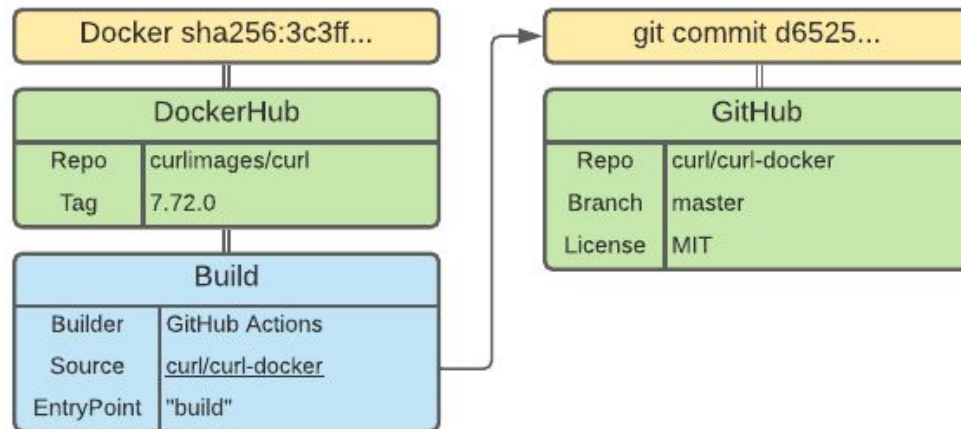 Docker sha256:3c3ff...
DockerHub
Repo curlimages/curl
Tag 7.72.0
Build
Builder GitHub Actions
Source curl/curl-docker
EntryPoint "build"
git commit d6525...
GitHub
Repo curl/curl-docker
Branch master
License MIT